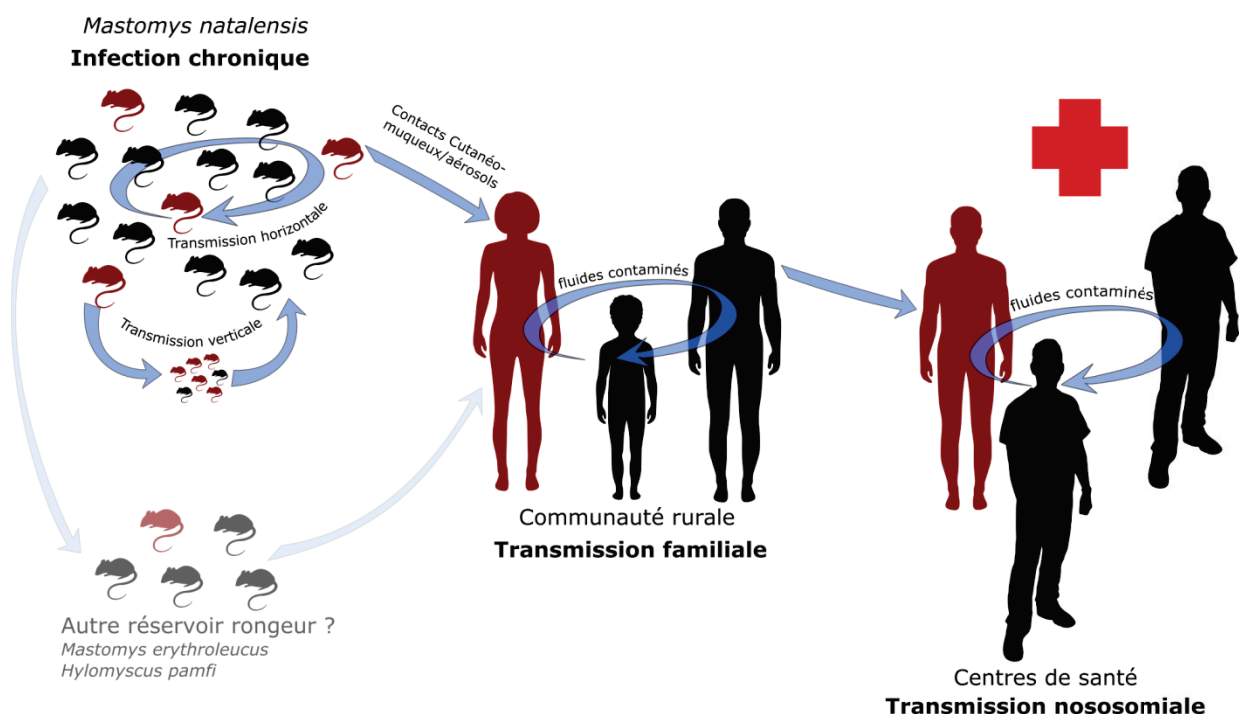 Mastomys natalensis
Infection chronique
Contacts Cutanéo-
muqueux/aérosols
Transmission horizontale
Transmission verticale
fluides contaminés
fluides contaminés
Communauté rurale
Transmission familiale
Autre réservoir rongeur ?
Mastomys erythroleucus
Hylomyscus pamfi
Centres de santé
Transmission nososomiale